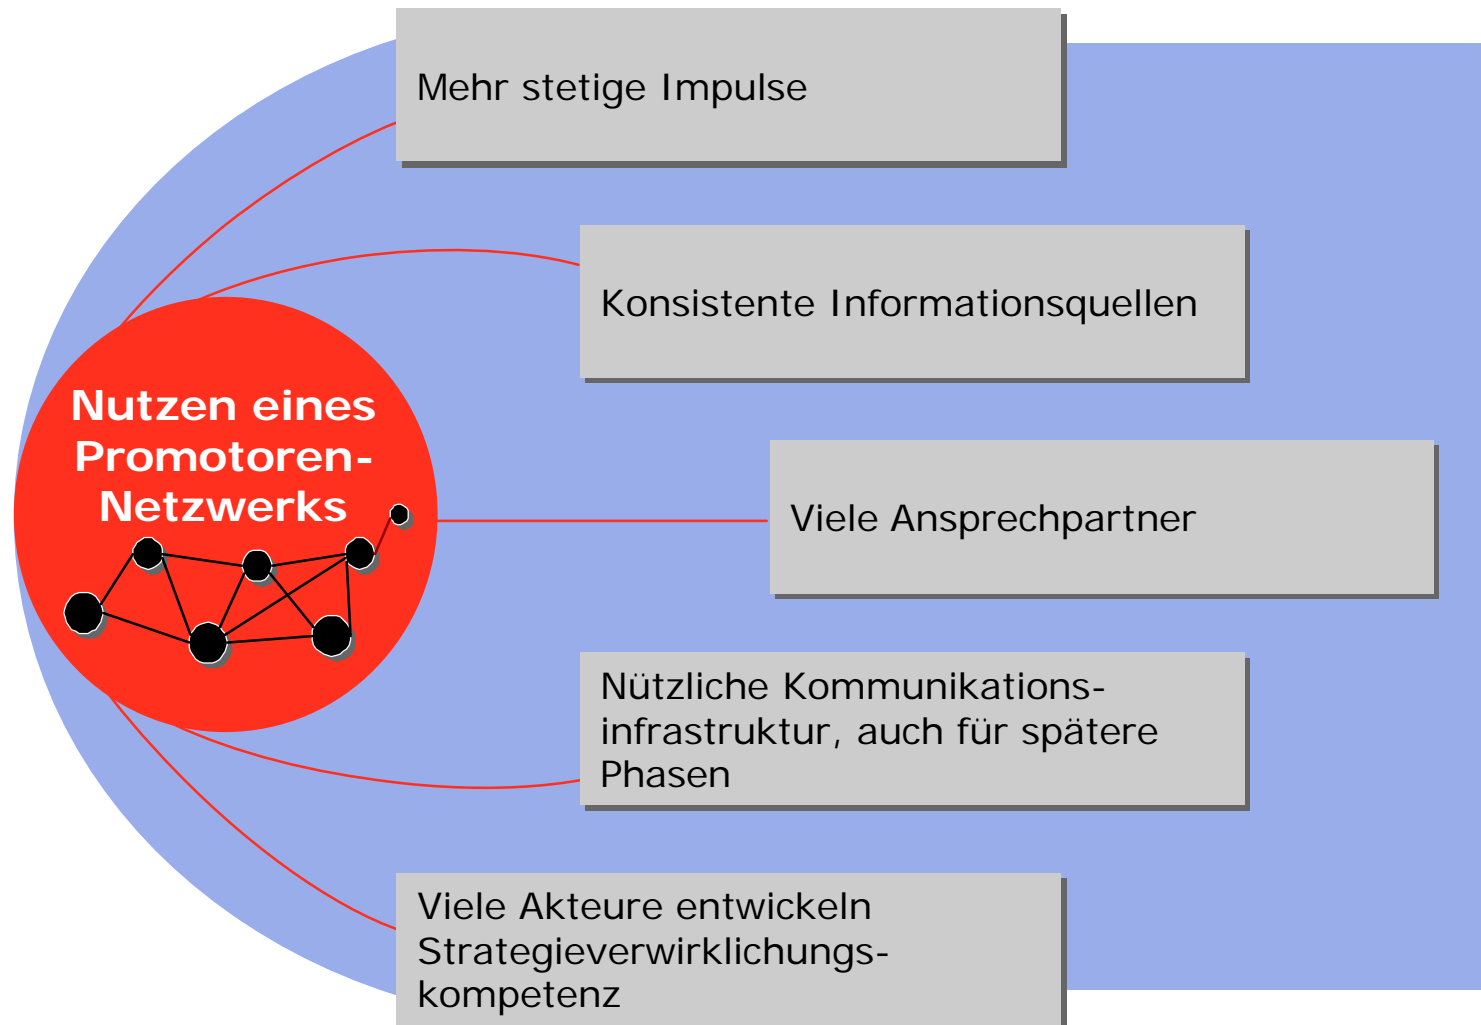 Mehr stetige Impulse
Konsistente Informationsquellen
Nutzen eines
Promotoren-
Netzwerks
Viele Ansprechpartner
Nützliche Kommunikations-
infrastruktur, auch für spätere
Phasen
Viele Akteure entwickeln
Strategieverwirklichungs-
kompetenz